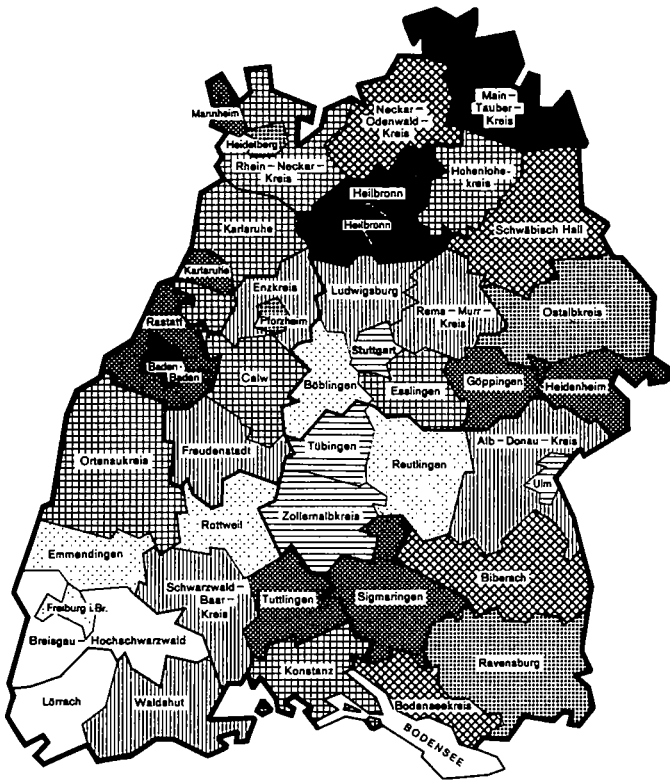 Main –
Tauber –
Kreis
Mannheim
Neckar –
Odenwald –
Kreis
Heidelberg
Rhein – Neckar –
Kreis
Hohenlohe-
kreis
Heilbronn
Heilbronn
Schwäbisch Hall
Karlsruhe
Karlsruhe
Enzkreis
Ludwigsburg
Rems – Murr –
Kreis
Ostalbkreis
Rastatt
Pforzheim
Stuttgart
Baden-
Baden
Calw
Böblingen
Esslingen
Göppingen
Heidenheim
Ortenaukreis
Freudenstadt
Tübingen
Reutlingen
Alb – Donau – Kreis
Ulm
Rottweil
Zollernalbkreis
Emmendingen
Schwarzwald –
Baar –
Kreis
Tuttlingen
Sigmaringen
Biberach
Freiburg i.Br.
Breisgau – Hochschwarzwald
Konstanz
Ravensburg
Lörrach
Waldshut
Bodenseekreis
BODENSEE